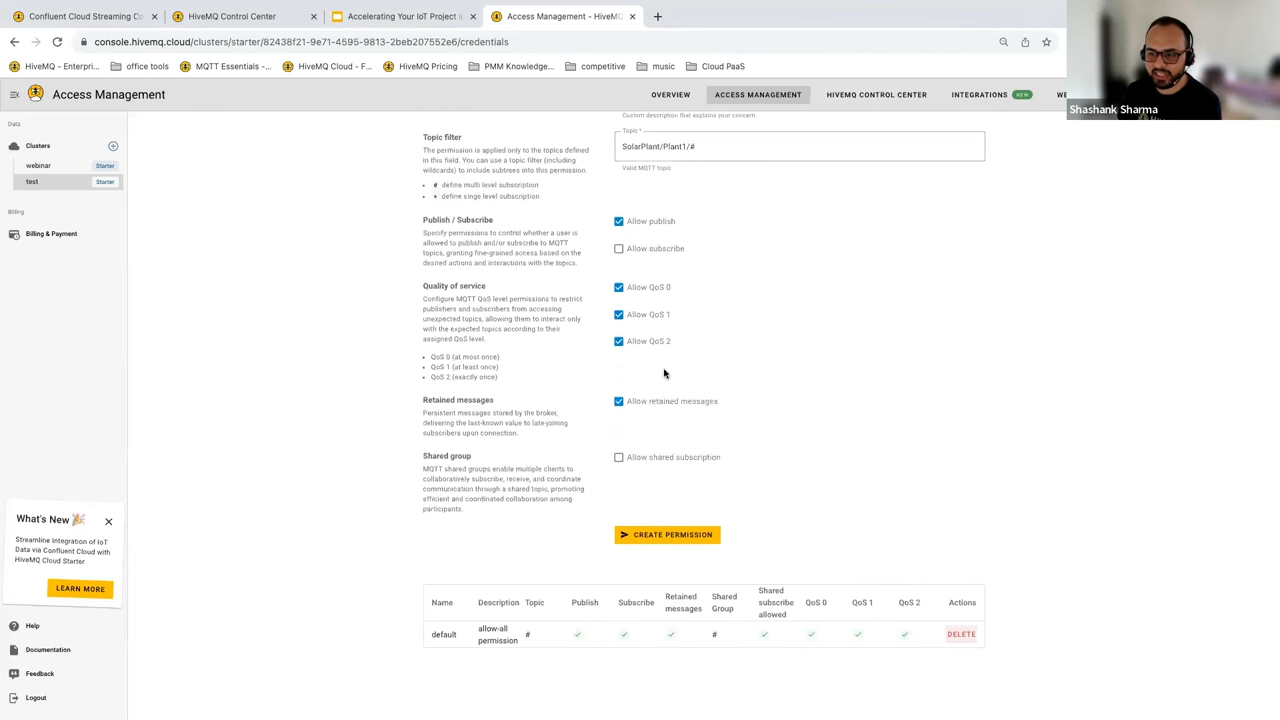 Confluent Cloud Streaming Co
HiveMQ Control Center
Accelerating Your IoT Project i
Access Management - HiveMQ
console.hivemq.cloud/clusters/starter/82438f21-9e71-4595-9813-2beb207552e6/credentials
HiveMQ - Enterpri...
office tools
MQTT Essentials -...
HiveMQ Cloud - F...
HiveMQ Pricing
PMM Knowledge...
competitive
music
Cloud PaaS
Shashank Sharma
Access Management
OVERVIEW
ACCESS MANAGEMENT
HIVEMQ CONTROL CENTER
INTEGRATIONS NEW
WE
Data
Clusters
webinar Starter
test Starter
Billing
Billing & Payment
Custom description that explains your concern
Topic filter
The permission is applied only to the topics defined
in this field. You can use a topic filter (including
wildcards) to include subtrees into this permission
• # define multi level subscription
• + define singe level subscription
Topic *
SolarPlant/Plant1/#
Valid MQTT topic
Publish / Subscribe
Specify permissions to control whether a user is
allowed to publish and/or subscribe to MQTT
topics, granting fine-grained access based on the
desired actions and interactions with the topics.
Allow publish
Allow subscribe
Quality of service
Configure MQTT QoS level permissions to restrict
publishers and subscribers from accessing
unexpected topics, allowing them to interact only
with the expected topics according to their
assigned QoS level.
• QoS 0 (at most once)
• QoS 1 (at least once)
• QoS 2 (exactly once)
Allow QoS 0
Allow QoS 1
Allow QoS 2
Retained messages
Persistent messages stored by the broker,
delivering the last-known value to late-joining
subscribers upon connection.
Allow retained messages
Shared group
MQTT shared groups enable multiple clients to
collaboratively subscribe, receive, and coordinate
communication through a shared topic, promoting
efficient and coordinated collaboration among
participants.
Allow shared subscription
CREATE PERMISSION
Name
Description
Topic
Publish
Subscribe
Retained
messages
Shared
Group
Shared
subscribe
allowed
QoS 0
QoS 1
QoS 2
Actions
default
allow-all
permission
#
#
DELETE
What's New
Streamline Integration of IoT
Data via Confluent Cloud with
HiveMQ Cloud Starter
LEARN MORE
Help
Documentation
Feedback
Logout